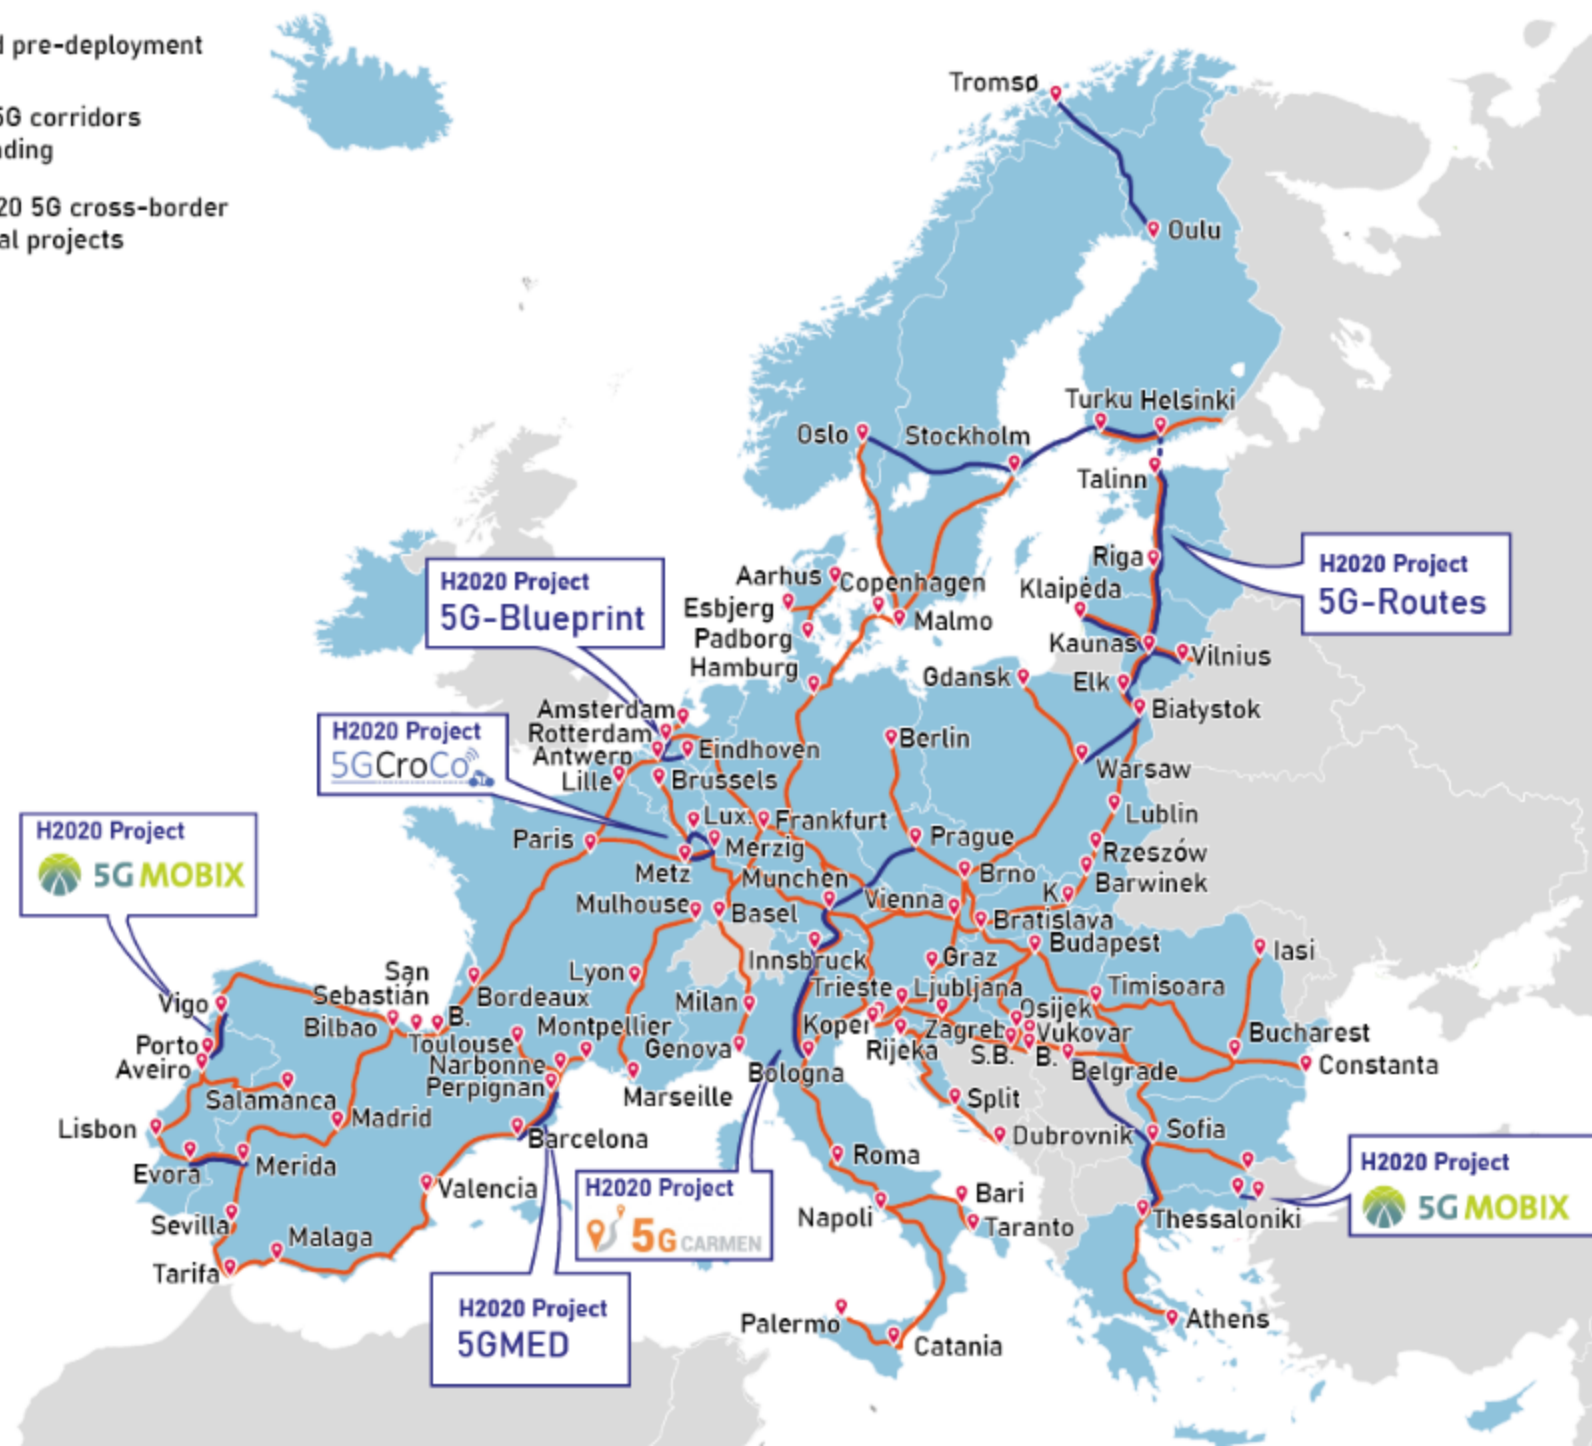 pre-deployment
5G corridors
20 5G cross-border
projects
Tromsø
Oulu
Turku Helsinki
Oslo
Stockholm
Talinn
H2020 Project
5G-Routes
Riga
Klaipėda
Kaunas
Vilnius
Aarhus
Copenhagen
Esbjerg
Malmo
Padborg
Hamburg
H2020 Project
5G-Blueprint
Gdansk
Elk
Białystok
Amsterdam
Rotterdam
Antwerp
Eindhoven
Berlin
Warsaw
Lille
Brussels
H2020 Project
5GCroCo
Lublin
Lux.
Frankfurt
Paris
Merzig
Prague
Rzeszów
Metz
Munchen
Brno
Barwinek
H2020 Project
5G MOBIX
Mulhouse
Basel
Vienna
K.
Bratislava
Budapest
Iasi
Innsbruck
Graz
San
Sebastián
Lyon
Trieste
Ljubljana
Timisoara
Vigo
Bilbao
B.
Bordeaux
Milan
Osijek
Porto
Toulouse
Montpellier
Genova
Koper
Zagreb
Vukovar
Bucharest
Aveiro
Narbonne
Rijeka
S.B.
B.
Constanta
Perpignan
Bologna
Belgrade
Salamanca
Marseille
Split
Lisbon
Madrid
Barcelona
Dubrovnik
Sofia
Evora
Merida
Roma
H2020 Project
5G MOBIX
Valencia
H2020 Project
5G CARMEN
Bari
Sevilla
Napoli
Taranto
Thessaloniki
Malaga
Tarifa
H2020 Project
5GMED
Palermo
Catania
Athens